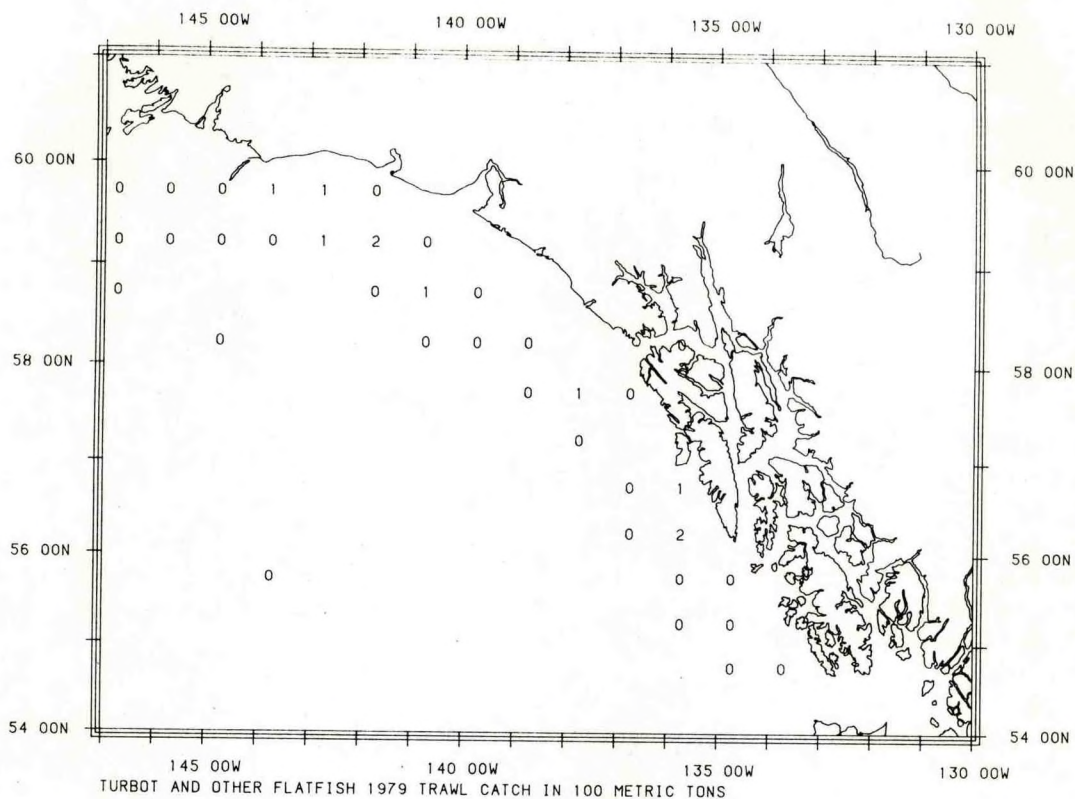 145 00W 140 00W 135 00W 130 00W
60 00N 60 00N
0 0 0 1 1 0
0 0 0 0 1 2 0
0 0 1 0
0 0 0 0
58 00N 58 00N
0 1 0
0
0 1
0 2
56 00N 56 00N
0 0 0
0 0
0 0
54 00N 54 00N
145 00W 140 00W 135 00W 130 00W
TURBOT AND OTHER FLATFISH 1979 TRAWL CATCH IN 100 METRIC TONS